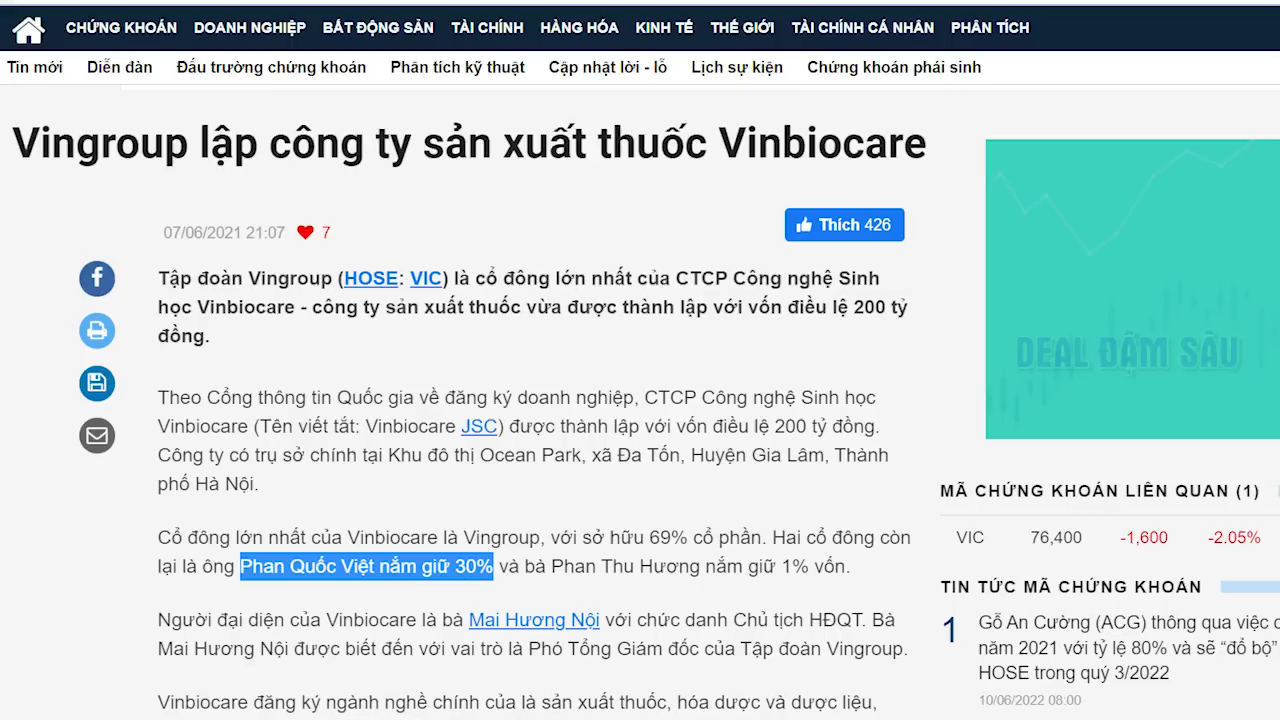 CHỨNG KHOÁN DOANH NGHIỆP BẤT ĐỘNG SẢN TÀI CHÍNH HÀNG HÓA KINH TẾ THẾ GIỚI TÀI CHÍNH CÁ NHÂN PHÂN TÍCH
Tin mới Diễn đàn Đấu trường chứng khoán Phân tích kỹ thuật Cập nhật lời - lỗ Lịch sự kiện Chứng khoán phái sinh
Vingroup lập công ty sản xuất thuốc Vinbiocare
07/06/2021 21:07 7
Thích 426
Tập đoàn Vingroup (HOSE: VIC) là cổ đông lớn nhất của CTCP Công nghệ Sinh
học Vinbiocare - công ty sản xuất thuốc vừa được thành lập với vốn điều lệ 200 tỷ
đồng.
Theo Cổng thông tin Quốc gia về đăng ký doanh nghiệp, CTCP Công nghệ Sinh học
Vinbiocare (Tên viết tắt: Vinbiocare JSC) được thành lập với vốn điều lệ 200 tỷ đồng.
Công ty có trụ sở chính tại Khu đô thị Ocean Park, xã Đa Tốn, Huyện Gia Lâm, Thành
phố Hà Nội.
Cổ đông lớn nhất của Vinbiocare là Vingroup, với sở hữu 69% cổ phần. Hai cổ đông còn
lại là ông Phan Quốc Việt nắm giữ 30% và bà Phan Thu Hương nắm giữ 1% vốn.
Người đại diện của Vinbiocare là bà Mai Hương Nội với chức danh Chủ tịch HĐQT. Bà
Mai Hương Nội được biết đến với vai trò là Phó Tổng Giám đốc của Tập đoàn Vingroup.
Vinbiocare đăng ký ngành nghề chính của là sản xuất thuốc, hóa dược và dược liệu,
DEAL ĐẬM SÂU
MÃ CHỨNG KHOÁN LIÊN QUAN (1)
VIC 76,400 -1,600 -2.05%
TIN TỨC MÃ CHỨNG KHOÁN
1 Gỗ An Cường (ACG) thông qua việc
năm 2021 với tỷ lệ 80% và sẽ “đổ bộ”
HOSE trong quý 3/2022
10/06/2022 08:00